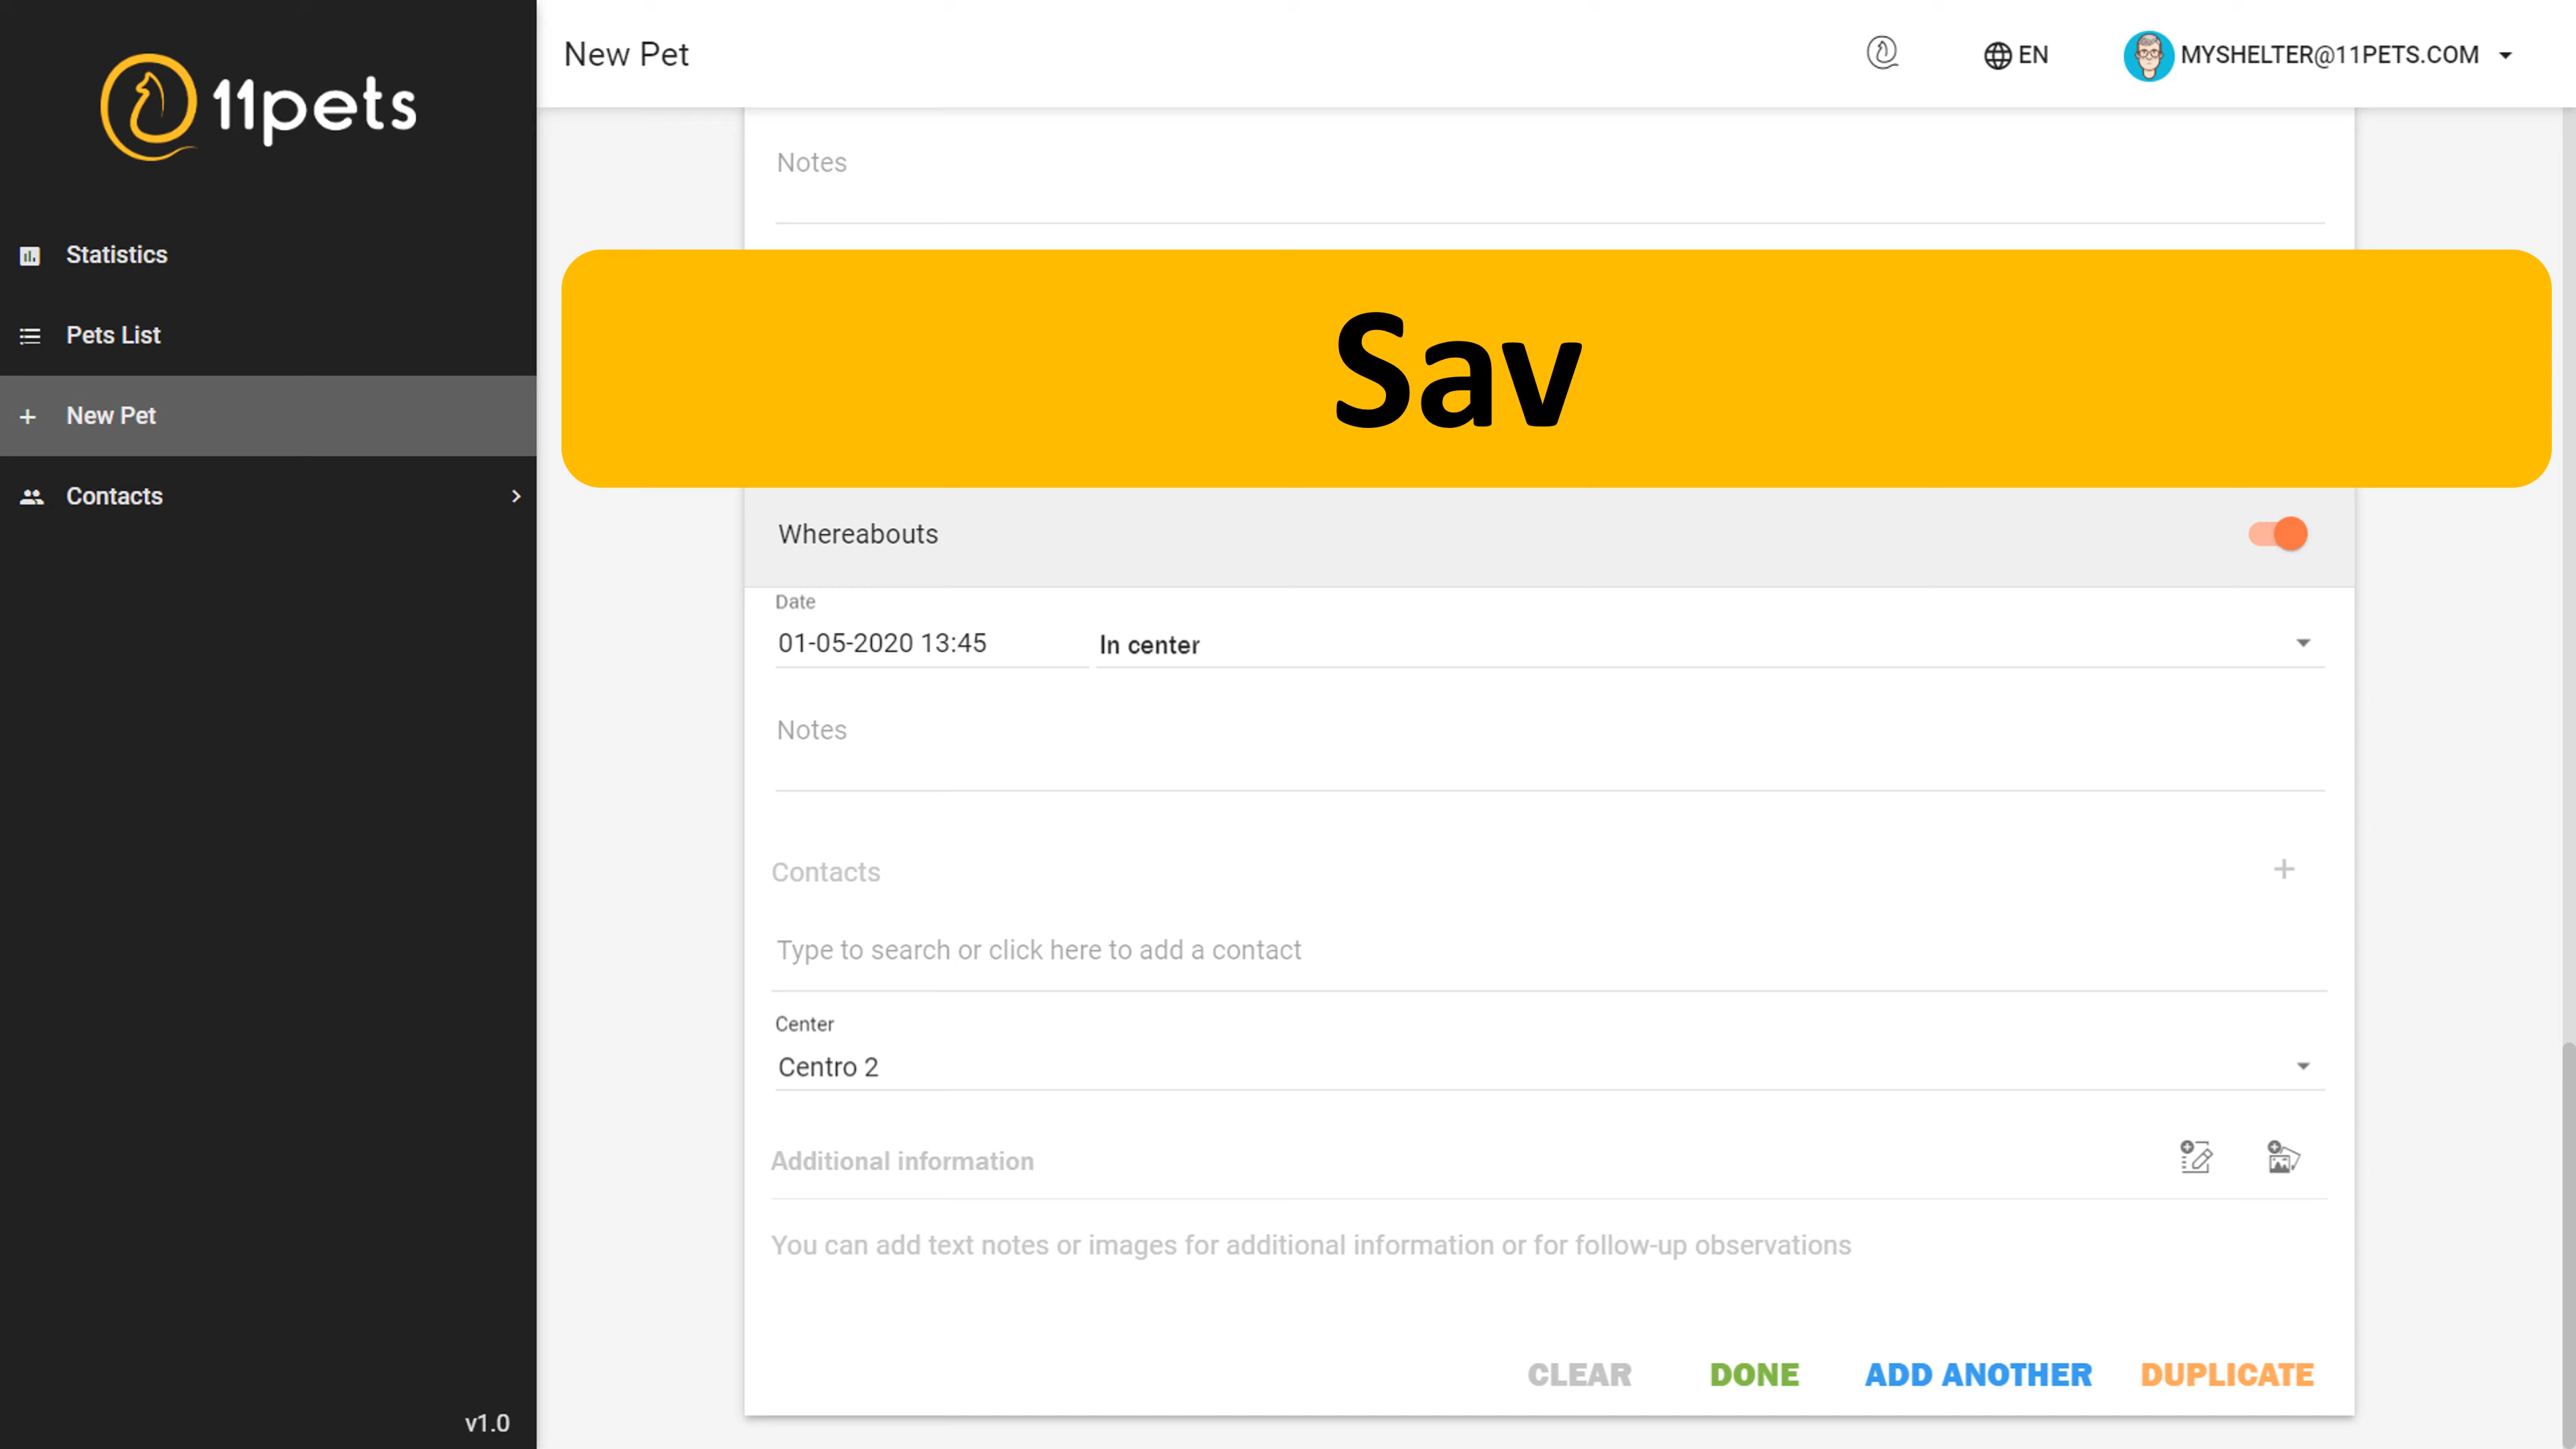 11pets
New Pet
EN
MYSHELTER@11PETS.COM
Statistics
Pets List
New Pet
Contacts
v1.0
Notes
Sav
Whereabouts
Date
01-05-2020 13:45
In center
Notes
Contacts
Type to search or click here to add a contact
Center
Centro 2
Additional information
You can add text notes or images for additional information or for follow-up observations
CLEAR
DONE
ADD ANOTHER
DUPLICATE